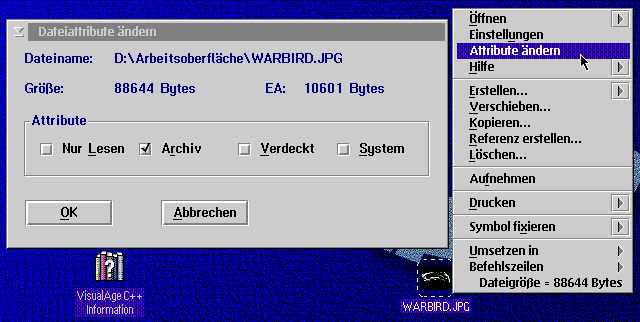 Dateiattribute ändern
Dateiname: D:\Arbeitsoberfläche\WARBIRD.JPG
Größe: 88644 Bytes EA: 10601 Bytes
Attribute
Nur Lesen Archiv Verdeckt System
OK Abbrechen
Öffnen
Einstellungen
Attribute ändern
Hilfe
Erstellen...
Verschieben...
Kopieren...
Referenz erstellen...
Löschen...
Aufnehmen
Drucken
Symbol fixieren
Umsetzen in
Befehlszeilen
Dateigröße = 88644 Bytes
VisualAge C++
Information
WARBIRD.JPG